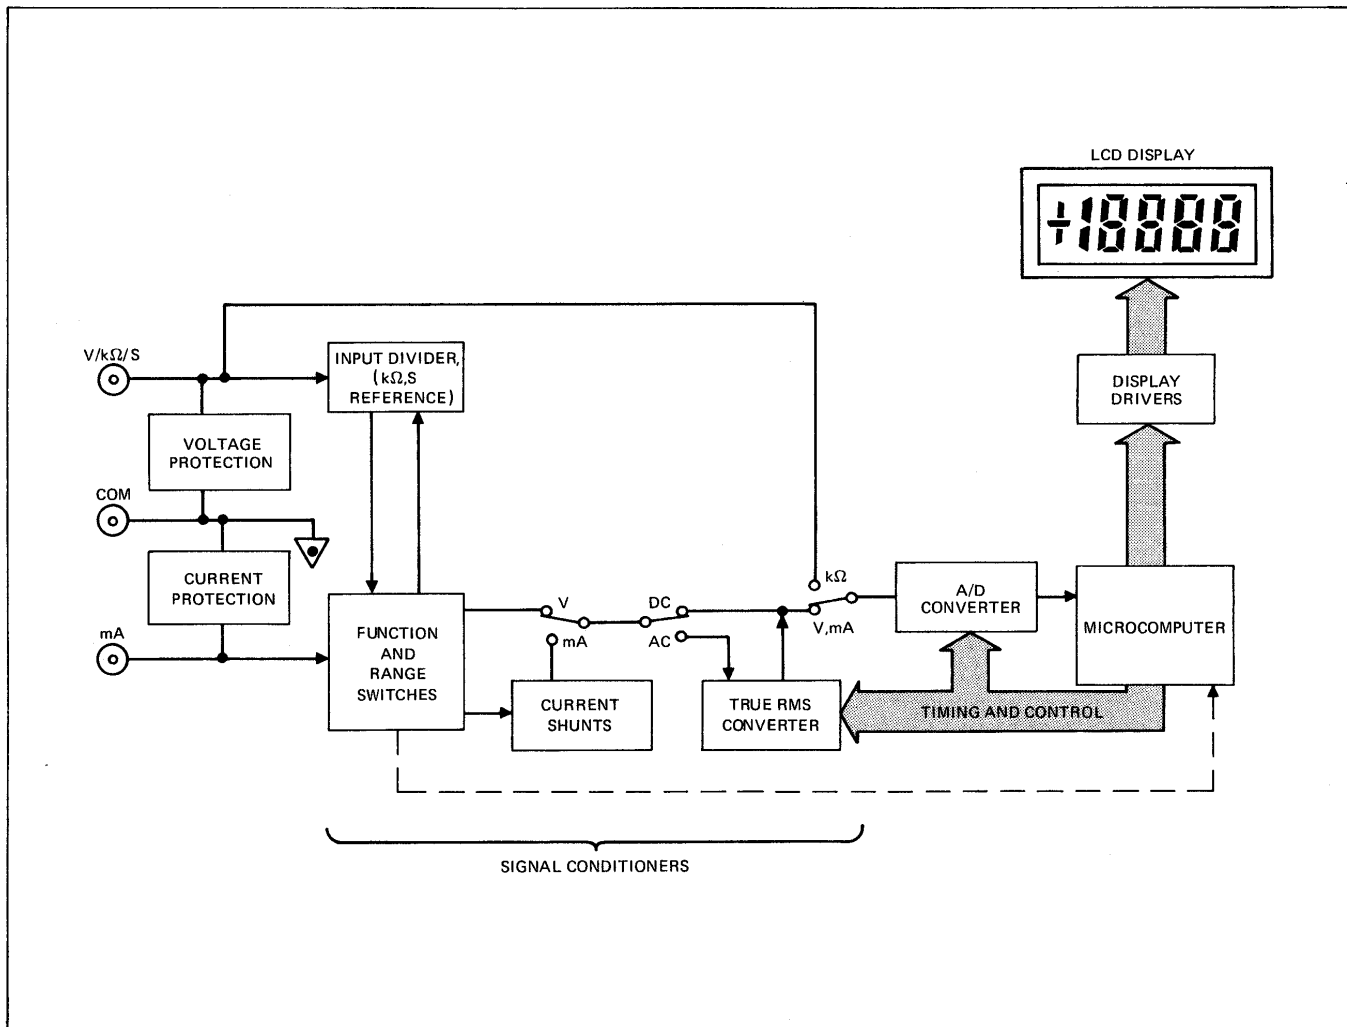 LCD DISPLAY
+18888
V/kΩ/S
INPUT DIVIDER,
(kΩ,S
REFERENCE)
DISPLAY
DRIVERS
VOLTAGE
PROTECTION
COM
CURRENT
PROTECTION
mA
FUNCTION
AND
RANGE
SWITCHES
V
mA
DC
AC
kΩ
V,mA
A/D
CONVERTER
MICROCOMPUTER
CURRENT
SHUNTS
TRUE RMS
CONVERTER
TIMING AND CONTROL
SIGNAL CONDITIONERS